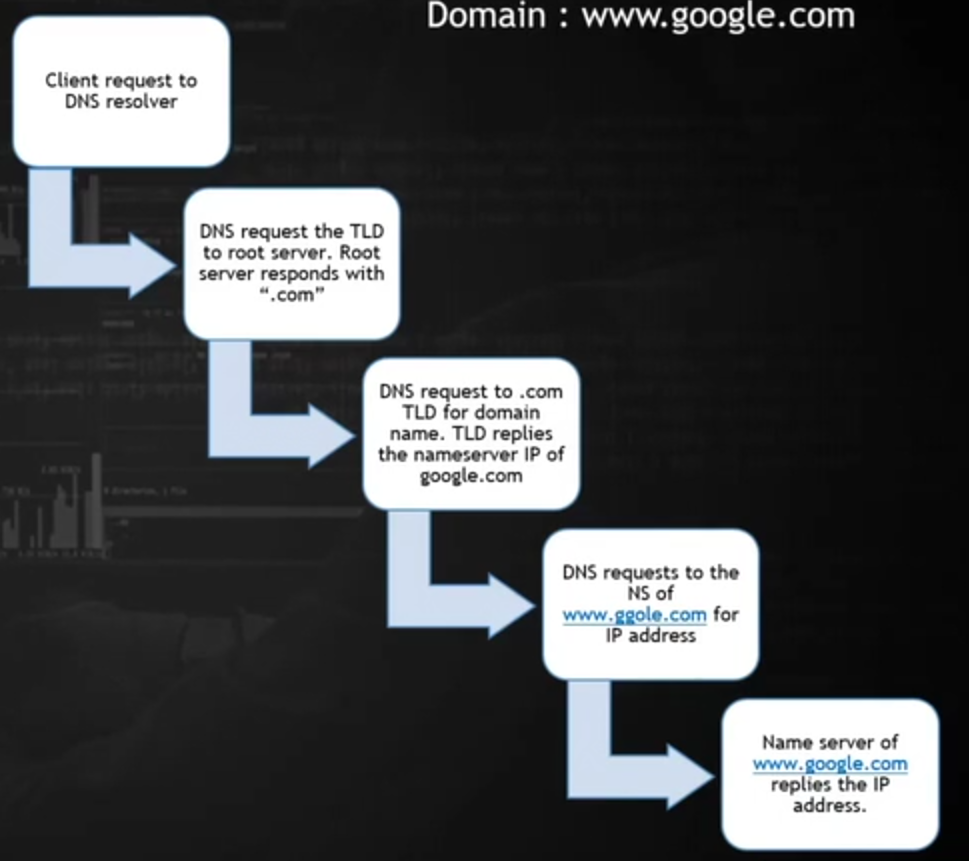 Domain : www.google.com
Client request to
DNS resolver
DNS request the TLD
to root server. Root
server responds with
“.com”
DNS request to .com
TLD for domain
name. TLD replies
the nameserver IP of
google.com
DNS requests to the
NS of
www.ggole.com for
IP address
Name server of
www.google.com
replies the IP
address.